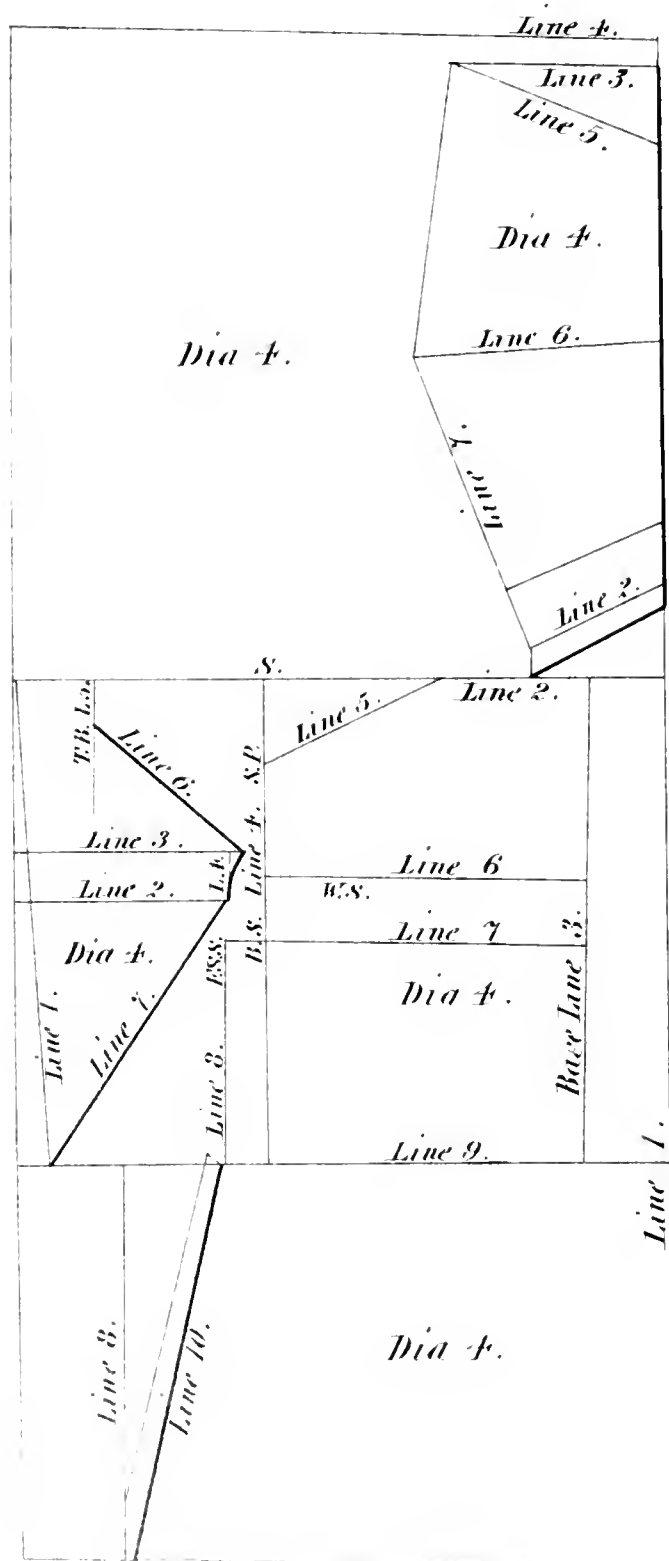 Line 4.
Line 3.
Line 5.
Dia 4.
Line 6.
Dia 4.
Line 7.
Line 2.
S.
Line 2.
T.B. L.S.
Line 6.
Line 5.
S.P.
Line 3.
L.F.
Line 4.
Line 6
Line 2.
W.S.
Dia 4.
F.S.S.
B.S.
Line 7
Base Line 3.
Dia 4.
Line 1.
Line 7.
Line 8
Line 9.
Line 1.
Line 8.
Line 10.
Dia 4.